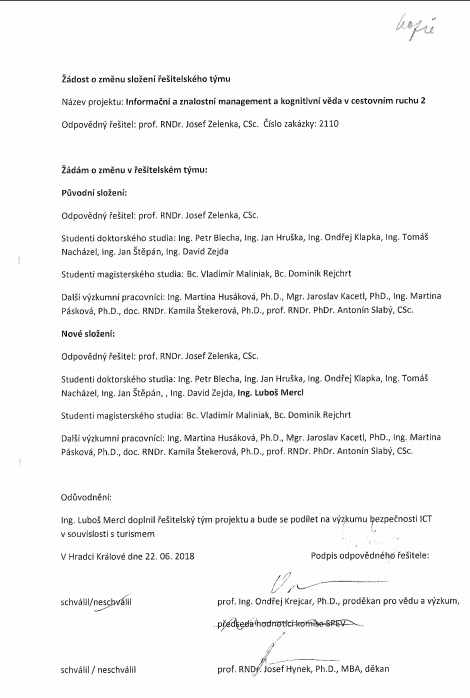 kopie
Žádost o změnu složení řešitelského týmu
Název projektu: Informační a znalostní management a kognitivní věda v cestovním ruchu 2
Odpovědný řešitel: prof. RNDr. Josef Zelenka, CSc. Číslo zakázky: 2110
Žádám o změnu v řešitelském týmu:
Původní složení:
Odpovědný řešitel: prof. RNDr. Josef Zelenka, CSc.
Studenti doktorského studia: Ing. Petr Blecha, Ing. Jan Hruška, Ing. Ondřej Klapka, Ing. Tomáš
Nacházel, Ing. Jan Štěpán, Ing. David Zejda
Studenti magisterského studia: Bc. Vladimír Maliniak, Bc. Dominik Rejchrt
Další výzkumní pracovníci: Ing. Martina Husáková, Ph.D., Mgr. Jaroslav Kacetl, PhD., Ing. Martina
Pásková, Ph.D., doc. RNDr. Kamila Štekerová, Ph.D., prof. RNDr. PhDr. Antonín Slabý, CSc.
Nové složení:
Odpovědný řešitel: prof. RNDr. Josef Zelenka, CSc.
Studenti doktorského studia: Ing. Petr Blecha, Ing. Jan Hruška, Ing. Ondřej Klapka, Ing. Tomáš
Nacházel, Ing. Jan Štěpán, , Ing. David Zejda, Ing. Luboš Mercl
Studenti magisterského studia: Bc. Vladimír Maliniak, Bc. Dominik Rejchrt
Další výzkumní pracovníci: Ing. Martina Husáková, Ph.D., Mgr. Jaroslav Kacetl, PhD., Ing. Martina
Pásková, Ph.D., doc. RNDr. Kamila Štekerová, Ph.D., prof. RNDr. PhDr. Antonín Slabý, CSc.
Odůvodnění:
Ing. Luboš Mercl doplnil řešitelský tým projektu a bude se podílet na výzkumu bezpečnosti ICT
v souvislosti s turismem
V Hradci Králové dne 22. 06. 2018 Podpis odpovědného řešitele:
schválil/neschválil prof. Ing. Ondřej Krejcar, Ph.D., proděkan pro vědu a výzkum,
předseda hodnotící komise SPEV
schválil / neschválil prof. RNDr. Josef Hynek, Ph.D., MBA, děkan